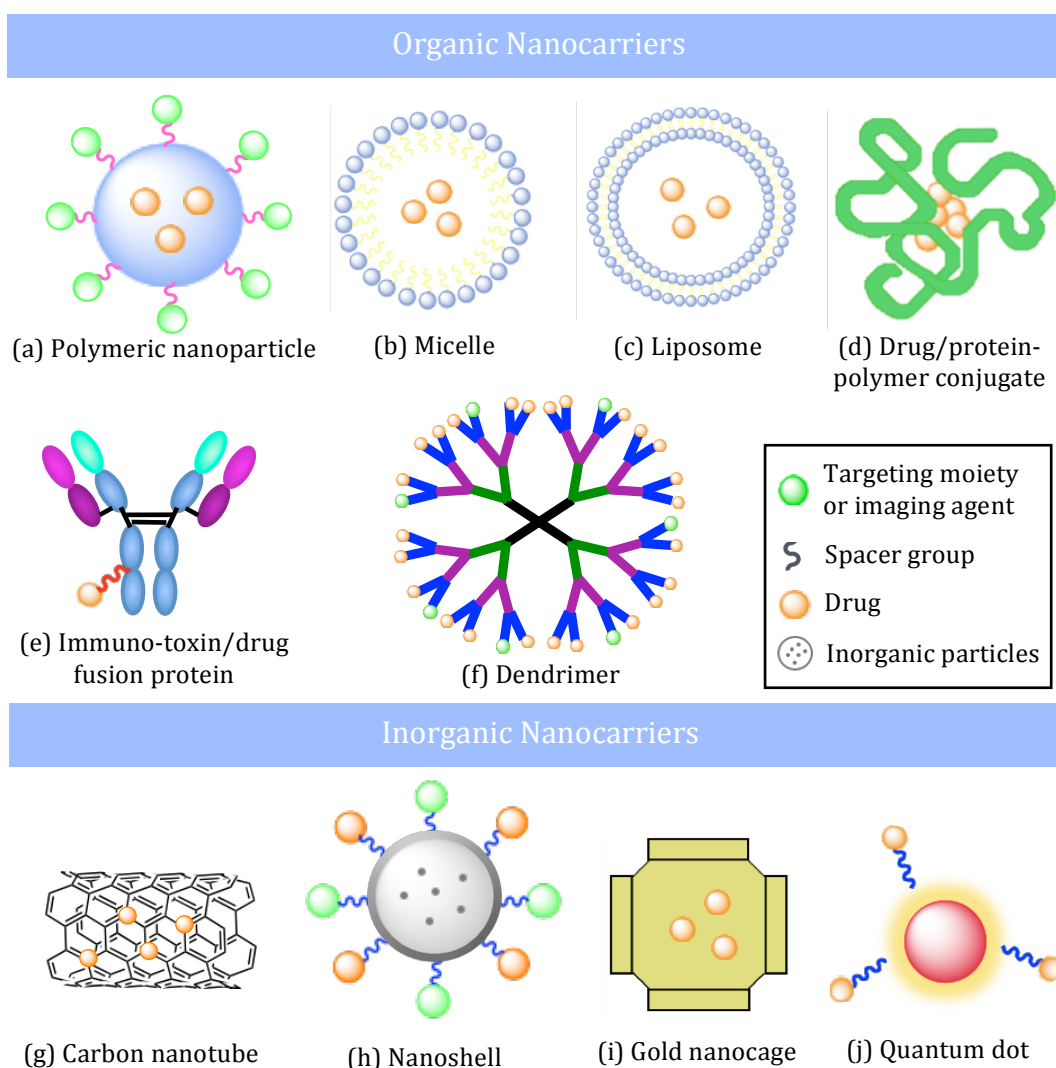 Organic Nanocarriers
(a) Polymeric nanoparticle
(b) Micelle
(c) Liposome
(d) Drug/protein-
polymer conjugate
(e) Immuno-toxin/drug
fusion protein
(f) Dendrimer
Targeting moiety
or imaging agent
Spacer group
Drug
Inorganic particles
Inorganic Nanocarriers
(g) Carbon nanotube
(h) Nanoshell
(i) Gold nanocage
(j) Quantum dot